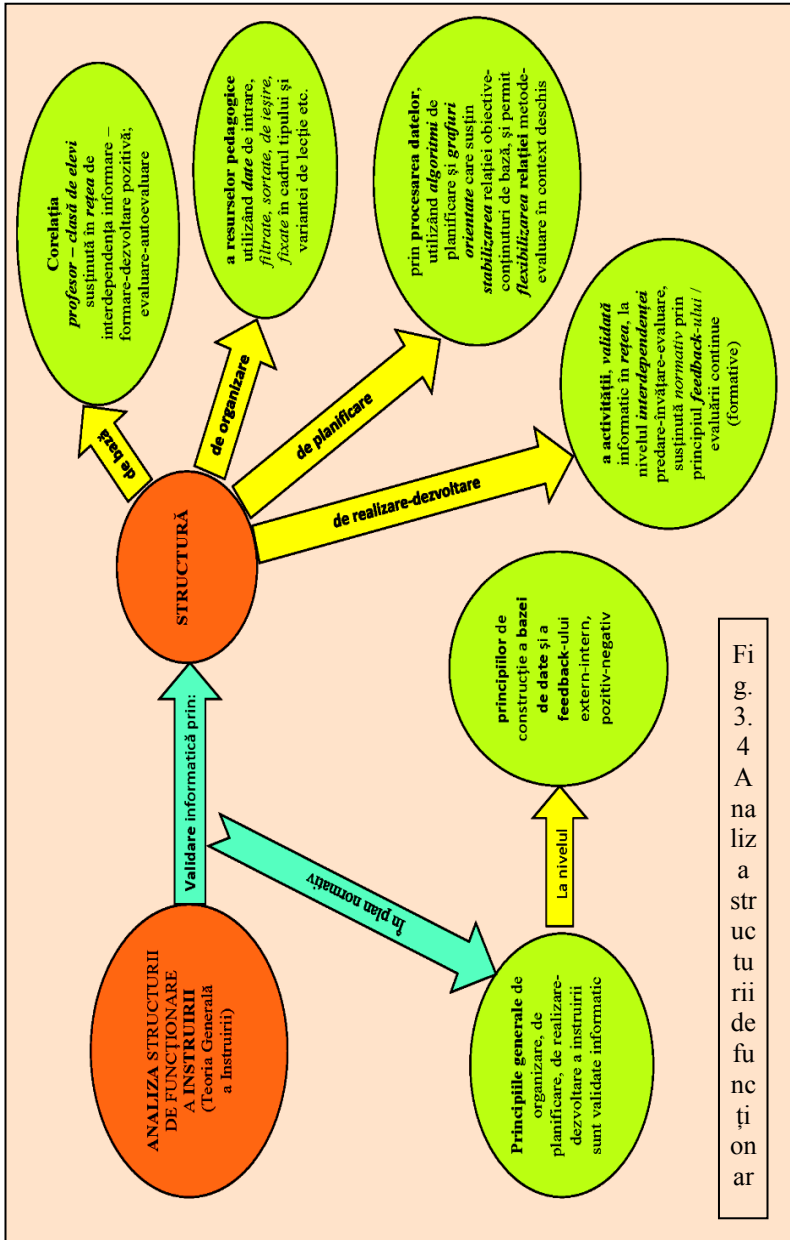 ANALIZA STRUCTURII
DE FUNCȚIONARE
A INSTRUIRII
(Teoria Generală
a Instruirii)
Validare informatică prin:
STRUCTURĂ
de bază
Corelația
profesor – clasă de elevi
susținută în rețea de
interdependența informare –
formare-dezvoltare pozitivă;
evaluare-autoevaluare
de organizare
a resurselor pedagogice
utilizând date de intrare,
filtrate, sortate, de ieșire,
fixate în cadrul tipului și
variantei de lecție etc.
de planificare
prin procesarea datelor,
utilizând algoritmi de
planificare și grafuri
orientate care susțin
stabilizarea relației obiective-
conținuturi de bază, și permit
flexibilizarea relației metode-
evaluare în context deschis
de realizare-dezvoltare
a activității, validată
informatic în rețea, la
nivelul interdependenței
predare-învățare-evaluare,
susținută normativ prin
principiul feedback-ului /
evaluării continue
(formative)
În plan normativ
Principiile generale de
organizare, de
planificare, de realizare-
dezvoltare a instruirii
sunt validate informatic
La nivelul
principiilor de
construcție a bazei
de date și a
feedback-ului
extern-intern,
pozitiv-negativ
Fi
g.
3.
4
A
na
liz
a
str
uc
tu
rii
de
fu
nc
ți
on
ar